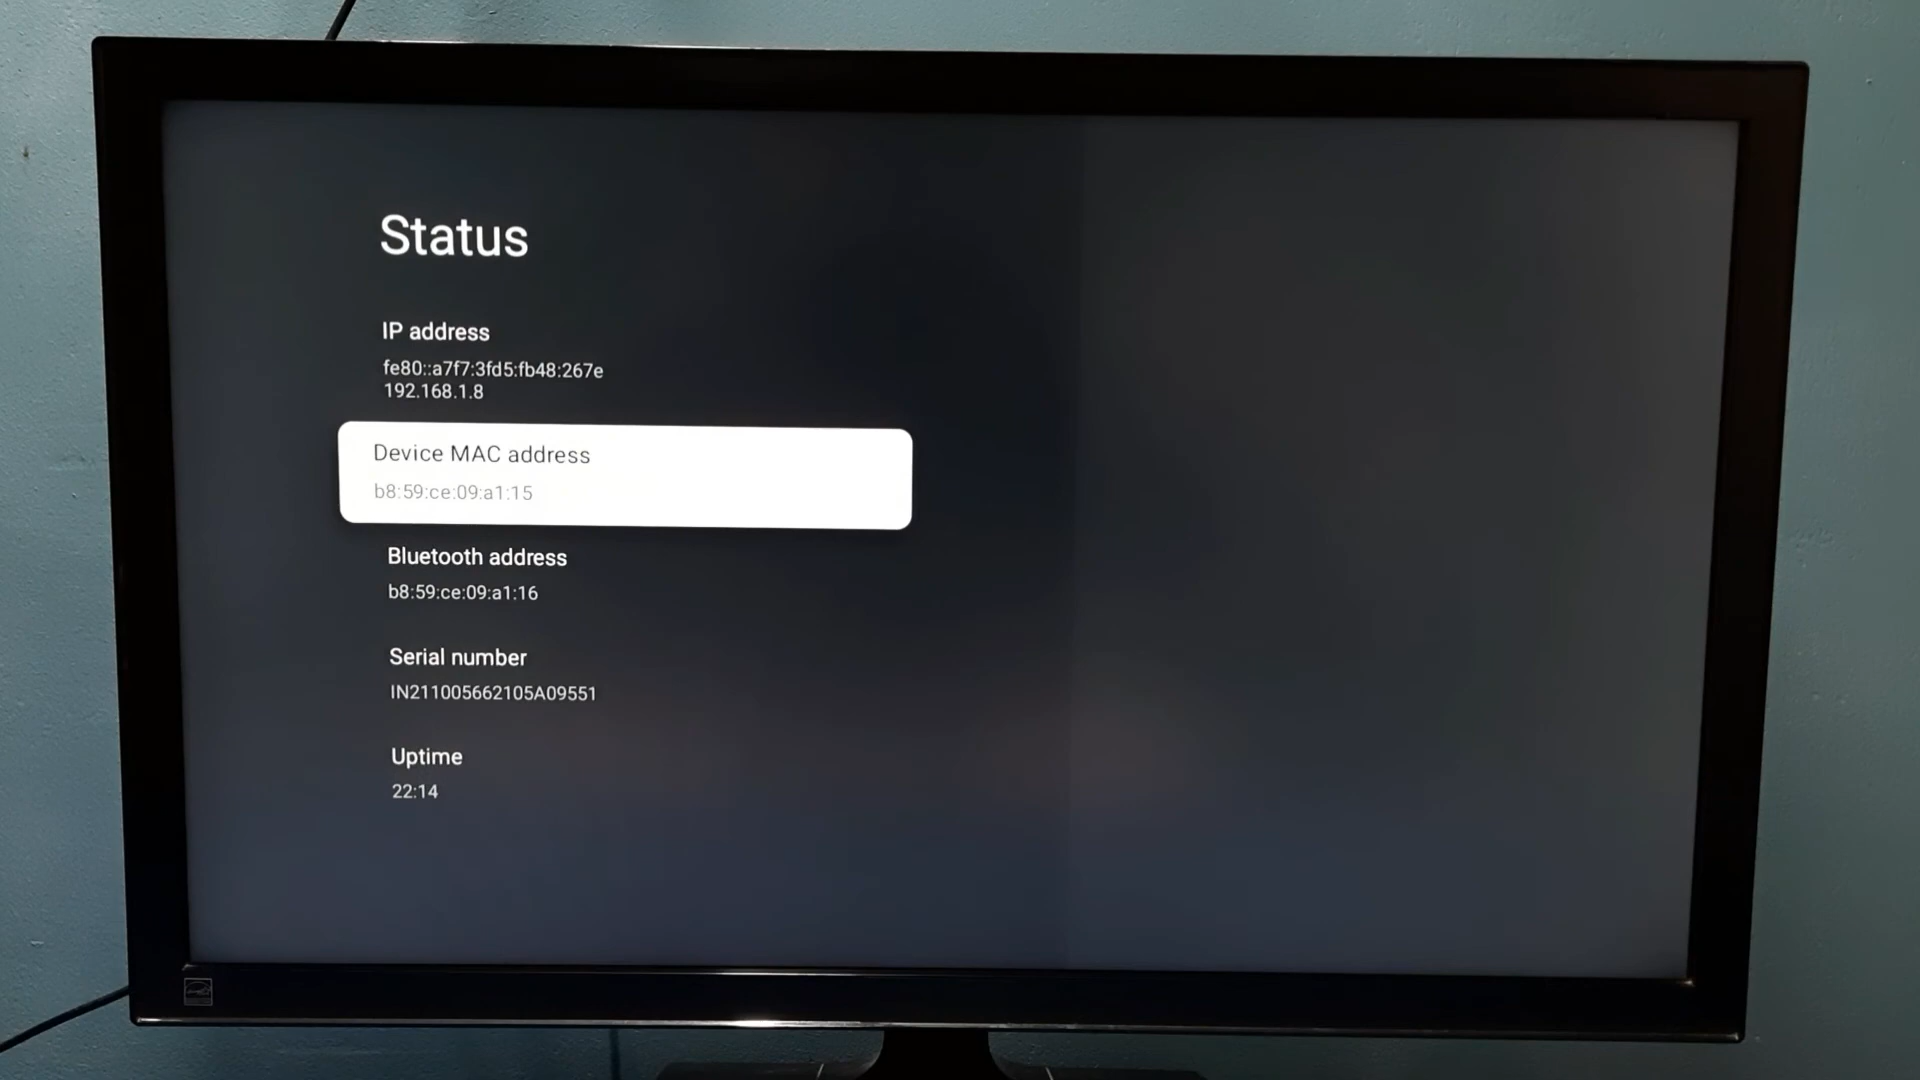 Status
IP address
fe80::a7f7:3fd5:fb48:267e
192.168.1.8
Device MAC address
b8:59:ce:09:a1:15
Bluetooth address
b8:59:ce:09:a1:16
Serial number
IN211005662105A09551
Uptime
22:14